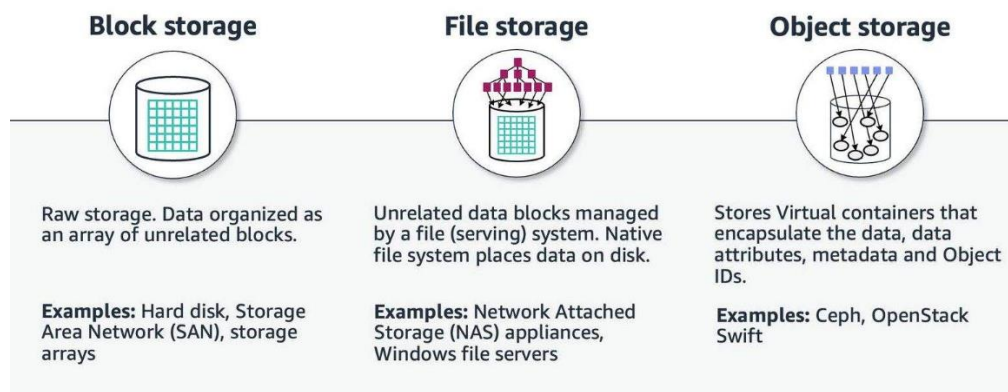 Block storage
Raw storage. Data organized as
an array of unrelated blocks.
Examples: Hard disk, Storage
Area Network (SAN), storage
arrays
File storage
Unrelated data blocks managed
by a file (serving) system. Native
file system places data on disk.
Examples: Network Attached
Storage (NAS) appliances,
Windows file servers
Object storage
Stores Virtual containers that
encapsulate the data, data
attributes, metadata and Object
IDs.
Examples: Ceph, OpenStack
Swift